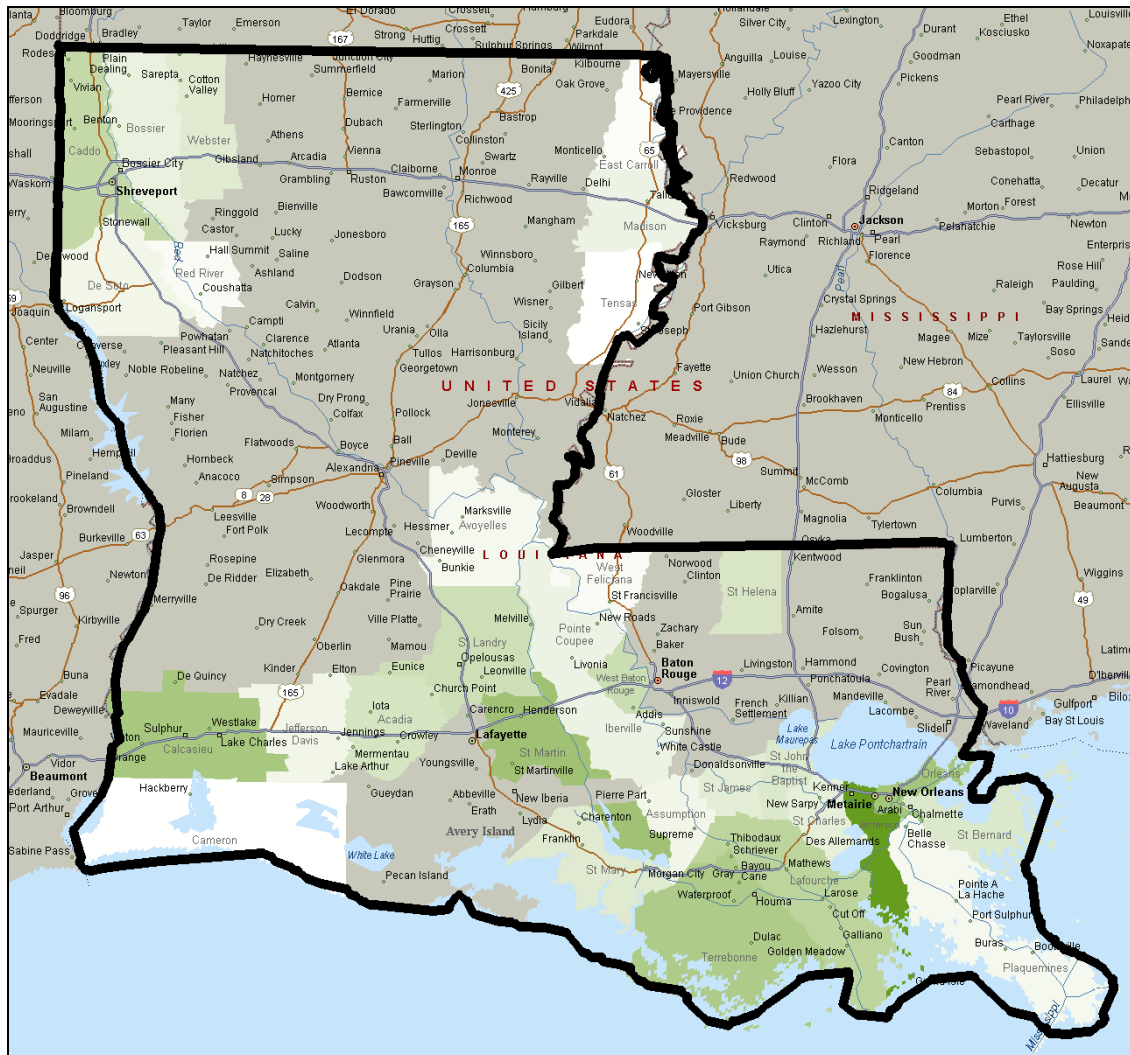 Bloomburg
Taylor
Emerson
El Dorado
Crossett
Eudora
Hollandale
Silver City
Lexington
Durant
Ethel
Kosciusko
Louisville
Doddridge
Bradley
167
Strong
Huttig
Crossett
Sulphur Springs
Parkdale
Wilmot
Anguilla
Louise
Yazoo City
Goodman
Noxapater
Plain Dealing
Sarepta
Cotton Valley
Haynesville
Junction City
Summerfield
Marion
Bonita
Kilbourne
Mayersville
Holly Bluff
Pickens
Vivian
Homer
Bernice
Farmerville
425
Oak Grove
Pearl River
Philadelphia
Mooringsport
Benton
Bossier
Webster
Athens
Dubach
Sterlington
Bastrop
Carthage
Caddo
Bossier City
Gibsland
Arcadia
Vienna
Collinston
Swartz
Monticello
65
East Carroll
Canton
Sebastopol
Union
Flora
Waskom
Shreveport
Grambling
Ruston
Claiborne
Monroe
Bawcomville
Rayville
Delhi
Redwood
Ridgeland
Conehatta
Decatur
Stonewall
Ringgold
Bienville
Richwood
Mangham
Madison
Vicksburg
Clinton
Jackson
Morton
Forest
Newton
Castor
Lucky
Jonesboro
165
Raymond
Richland
Pearl
Pelahatchie
Red
Hall Summit
Saline
Winnsboro
Florence
Enterprise
De Soto
Red River
Coushatta
Ashland
Dodson
Columbia
Grayson
Gilbert
Tensas
Utica
Pearl
Rose Hill
Paulding
Raleigh
Joaquin
Logansport
Calvin
Winnfield
Wisner
Port Gibson
Crystal Springs
Bay Springs
Campti
Urania
Olla
Sicily Island
St Joseph
Hazlehurst
MISSISSIPPI
Taylorsville
Center
Powhatan
Clarence
Atlanta
Tullos
Harrisonburg
Magee
Mize
Soso
Pleasant Hill
Natchitoches
Georgetown
Fayette
Union Church
Wesson
New Hebron
Neuville
Noble
Robeline
Natchez
Montgomery
UNITED STATES
Collins
Laurel
San Augustine
Provencal
Dry Prong
Colfax
Pollock
Jonesville
Vidalia
Natchez
Roxie
Brookhaven
Prentiss
84
Ellisville
Many
Fisher
Florien
Milam
Flatwoods
Boyce
Ball
Monterey
Meadville
Bude
Monticello
Broaddus
Hornbeck
Pineville
Deville
98
Summit
Hattiesburg
Pineland
Anacoco
Simpson
Alexandria
61
New Augusta
8
28
Marksville
Gloster
McComb
Columbia
Brookeland
Browndell
Leesville
Fort Polk
Woodworth
Hessmer
Avoyelles
Liberty
Magnolia
Purvis
Beaumont
Burkeville
63
Lecompte
Woodville
Tylertown
Jasper
Rosepine
Glenmora
Cheneyville
LOUISIANA
Osyka
Lumberton
De Ridder
Elizabeth
Bunkie
West Feliciana
Norwood
Kentwood
Wiggins
Newton
Oakdale
Pine Prairie
Clinton
St Helena
Franklinton
Poplarville
96
Merryville
St Francisville
Bogalusa
49
Spurger
Kirbyville
Dry Creek
Ville Platte
Melville
New Roads
Amite
Fred
Oberlin
Mamou
St Landry
Pointe Coupee
Zachary
Folsom
Sun
Bush
Baker
Buna
De Quincy
Kinder
Elton
Eunice
Opelousas
Leonville
Livonia
Baton Rouge
12
Livingston
Hammond
Covington
Picayune
Evadale
165
Church Point
West Baton Rouge
Ponchatoula
Pearl River
Diamondhead
D'Iberville
Deweyville
Westlake
Iota
Carencro
Henderson
Inniswold
Killian
Mandeville
Lacombe
Gulfport
Mauriceville
Sulphur
Jefferson Davis
Acadia
Addis
French Settlement
Slidell
10
Calcasieu
Lake Charles
Jennings
Crowley
Lafayette
Iberville
Sunshine
Lake Maurepas
Lake Pontchartrain
Waveland
Bay St Louis
Vidor
Orange
Mermentau
St Martin
White Castle
Beaumont
Lake Arthur
Youngsville
St Martinville
Donaldsonville
St John the Baptist
Orleans
Hackberry
Gueydan
Abbeville
New Iberia
Pierre Part
St James
Kenner
New Orleans
Port Arthur
Erath
Lydia
Charenton
Assumption
New Sarpy
Metairie
Arabi
Chalmette
Cameron
Avery Island
Supreme
St Charles
Jefferson
Belle Chasse
St Bernard
Franklin
Thibodaux
Schriever
Des Allemands
Sabine Pass
White Lake
Bayou Cane
Pecan Island
St Mary
Morgan City
Gray
Mathews
Lafourche
Pointe A La Hache
Waterproof
Houma
Larose
Cut Off
Port Sulphur
Dulac
Galliano
Buras
Boothville
Terrebonne
Golden Meadow
Plaquemines
Grand Isle
Mississippi